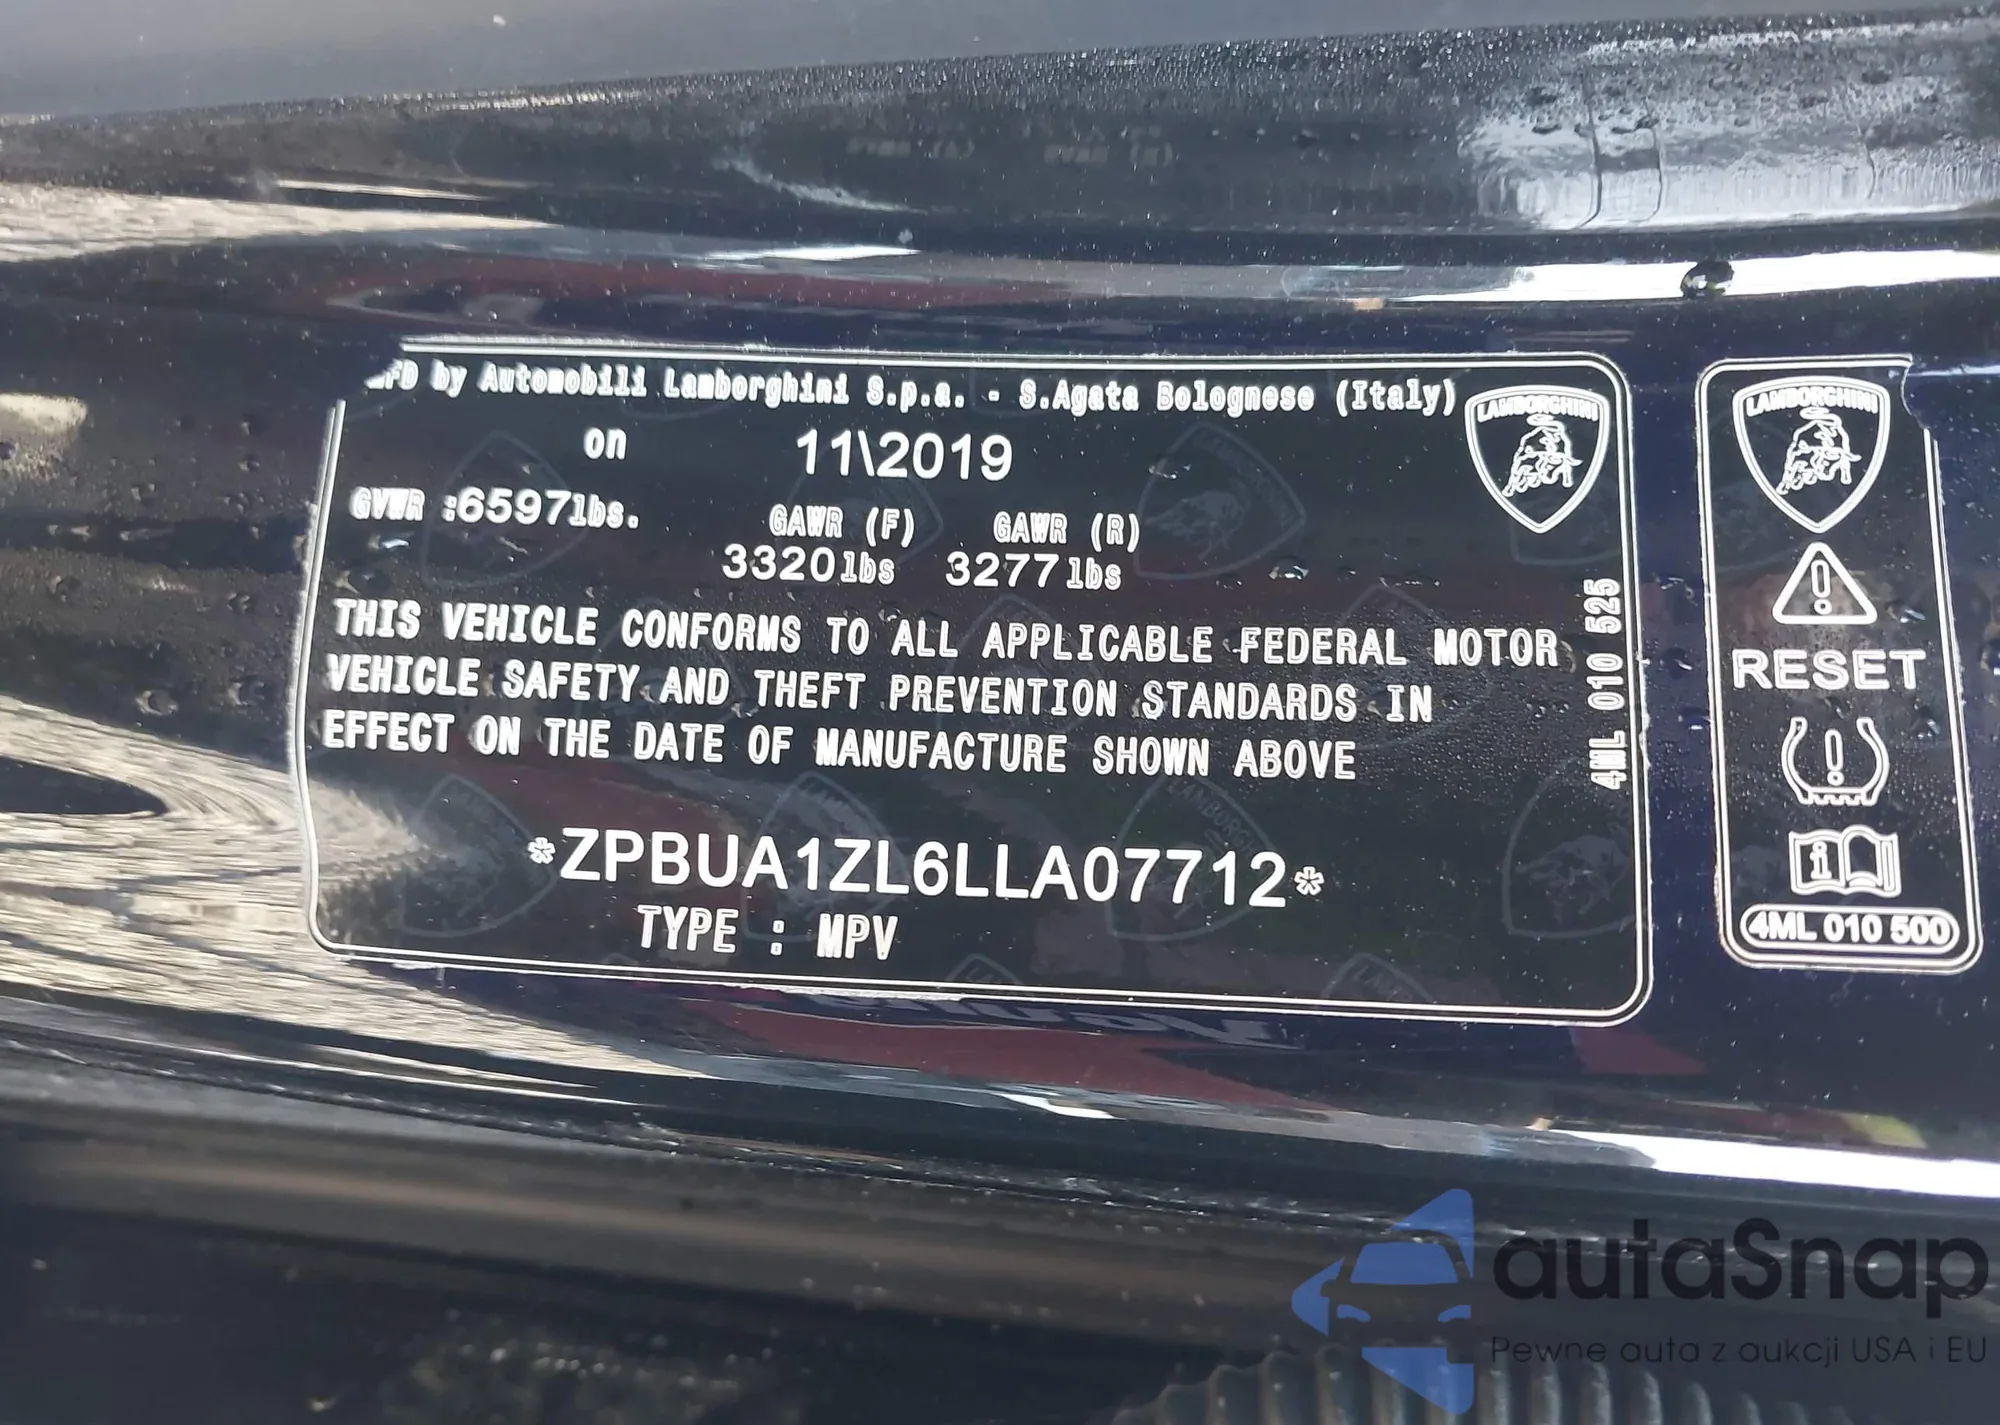 MFD by Automobili Lamborghini S.p.a. - S.Agata Bolognese (Italy)
on 11\2019
GVWR :6597lbs. GAWR (F) GAWR (R)
3320lbs 3277lbs
THIS VEHICLE CONFORMS TO ALL APPLICABLE FEDERAL MOTOR
VEHICLE SAFETY AND THEFT PREVENTION STANDARDS IN
EFFECT ON THE DATE OF MANUFACTURE SHOWN ABOVE
*ZPBUA1ZL6LLA07712*
TYPE : MPV
LAMBORGHINI
4ML 010 525
LAMBORGHINI
RESET
4ML 010 500
autaSnap
Pewne auta z aukcji USA i EU